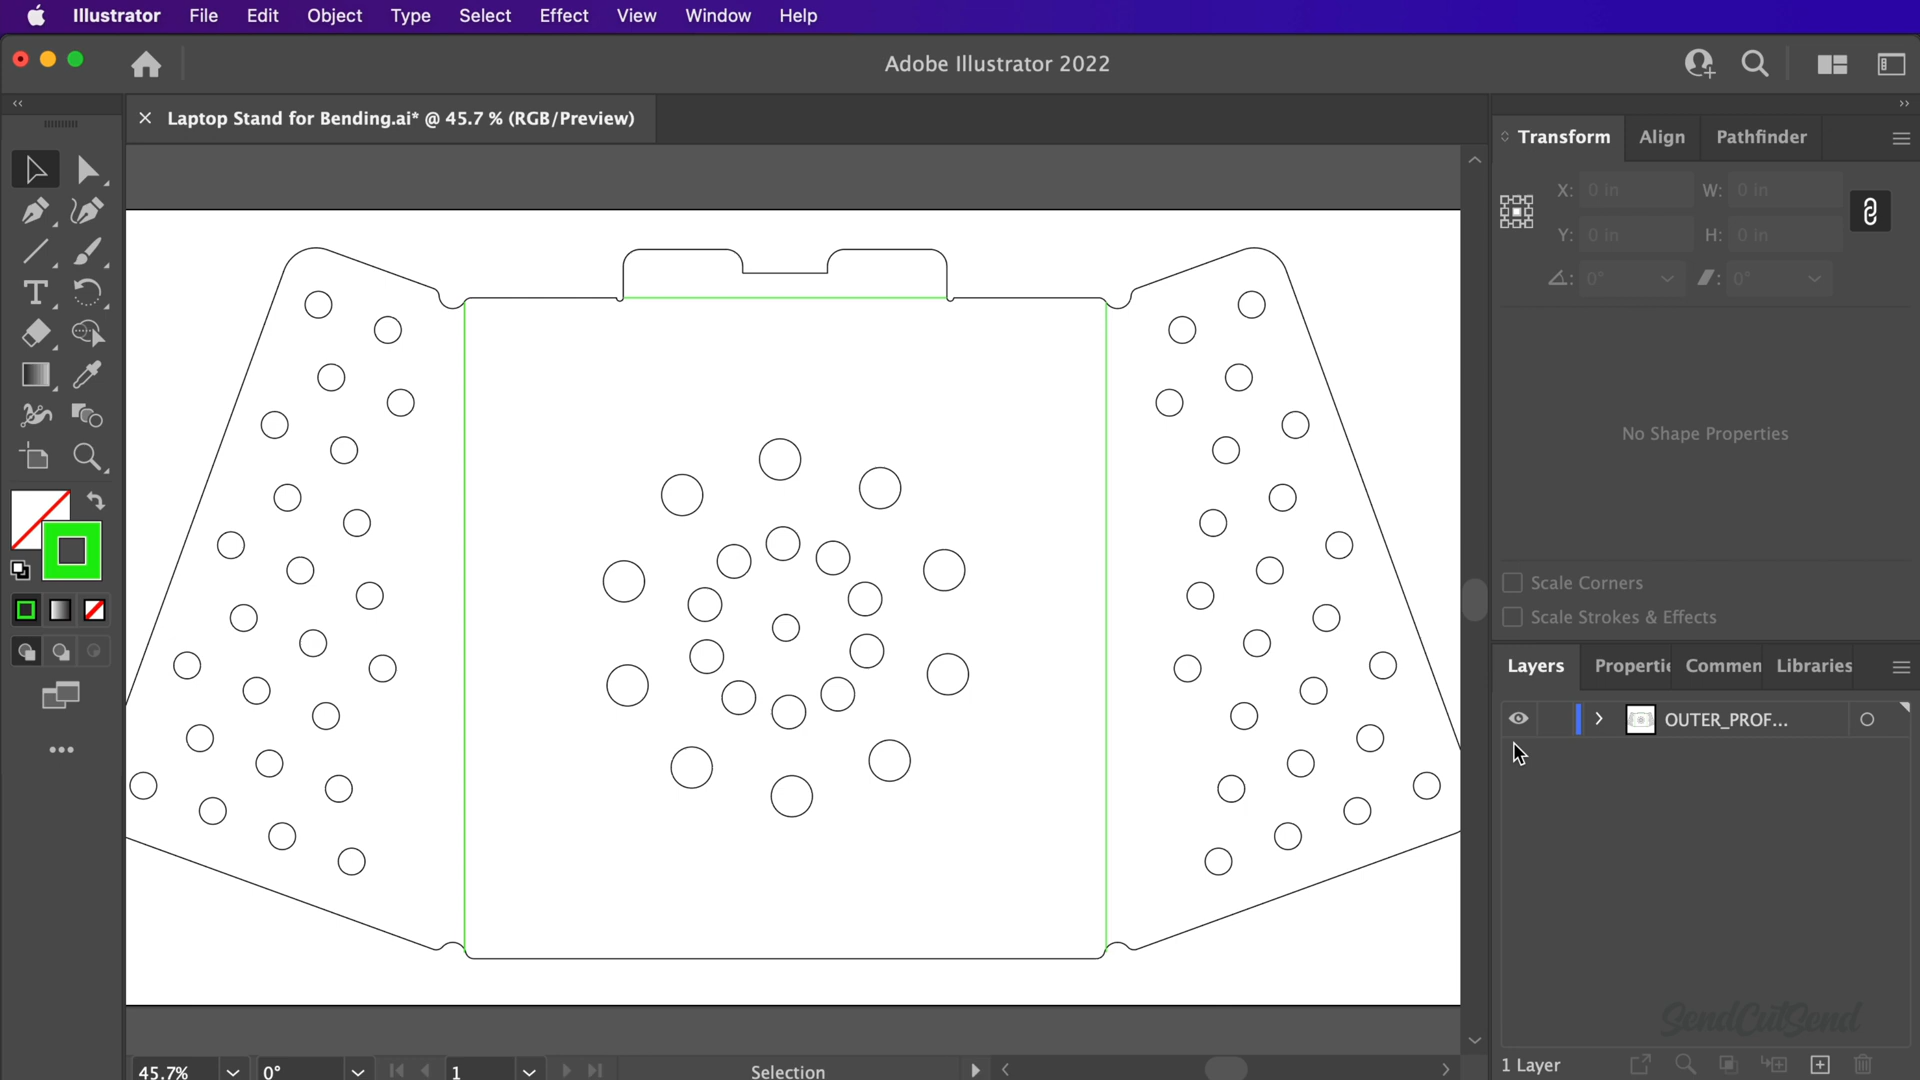 Illustrator File Edit Object Type Select Effect View Window Help
Adobe Illustrator 2022
Laptop Stand for Bending.ai* @ 45.7 % (RGB/Preview)
Transform Align Pathfinder
X: 0 in W: 0 in
Y: 0 in H: 0 in
0° 0°
No Shape Properties
Scale Corners
Scale Strokes & Effects
Layers Properti Commen Libraries
OUTER_PROF...
SendCutSend
1 Layer
45.7% 0° 1 Selection